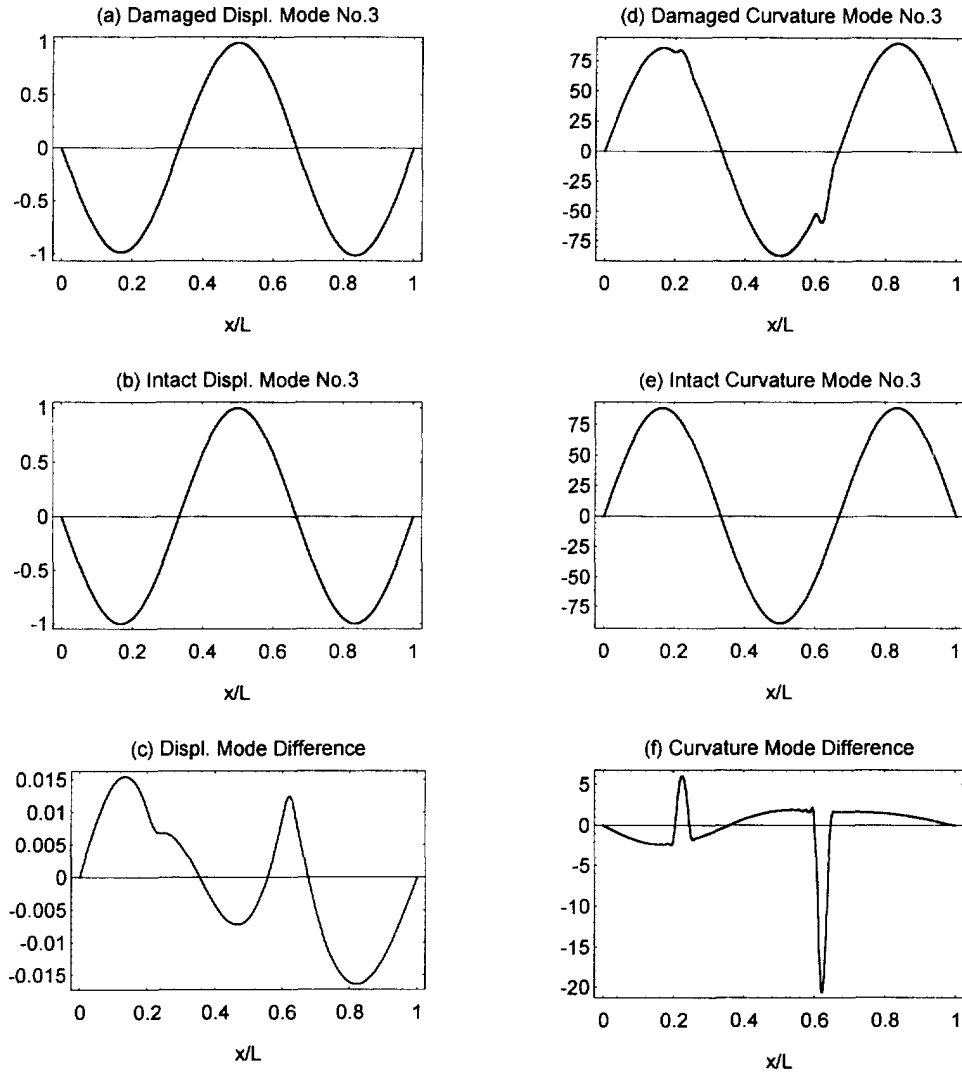 (a) Damaged Displ. Mode No.3
1
0.5
0
-0.5
-1
0 0.2 0.4 0.6 0.8 1
x/L
(d) Damaged Curvature Mode No.3
75
50
25
0
-25
-50
-75
0 0.2 0.4 0.6 0.8 1
x/L
(b) Intact Displ. Mode No.3
1
0.5
0
-0.5
-1
0 0.2 0.4 0.6 0.8 1
x/L
(e) Intact Curvature Mode No.3
75
50
25
0
-25
-50
-75
0 0.2 0.4 0.6 0.8 1
x/L
(c) Displ. Mode Difference
0.015
0.01
0.005
0
-0.005
-0.01
-0.015
0 0.2 0.4 0.6 0.8 1
x/L
(f) Curvature Mode Difference
5
0
-5
-10
-15
-20
0 0.2 0.4 0.6 0.8 1
x/L